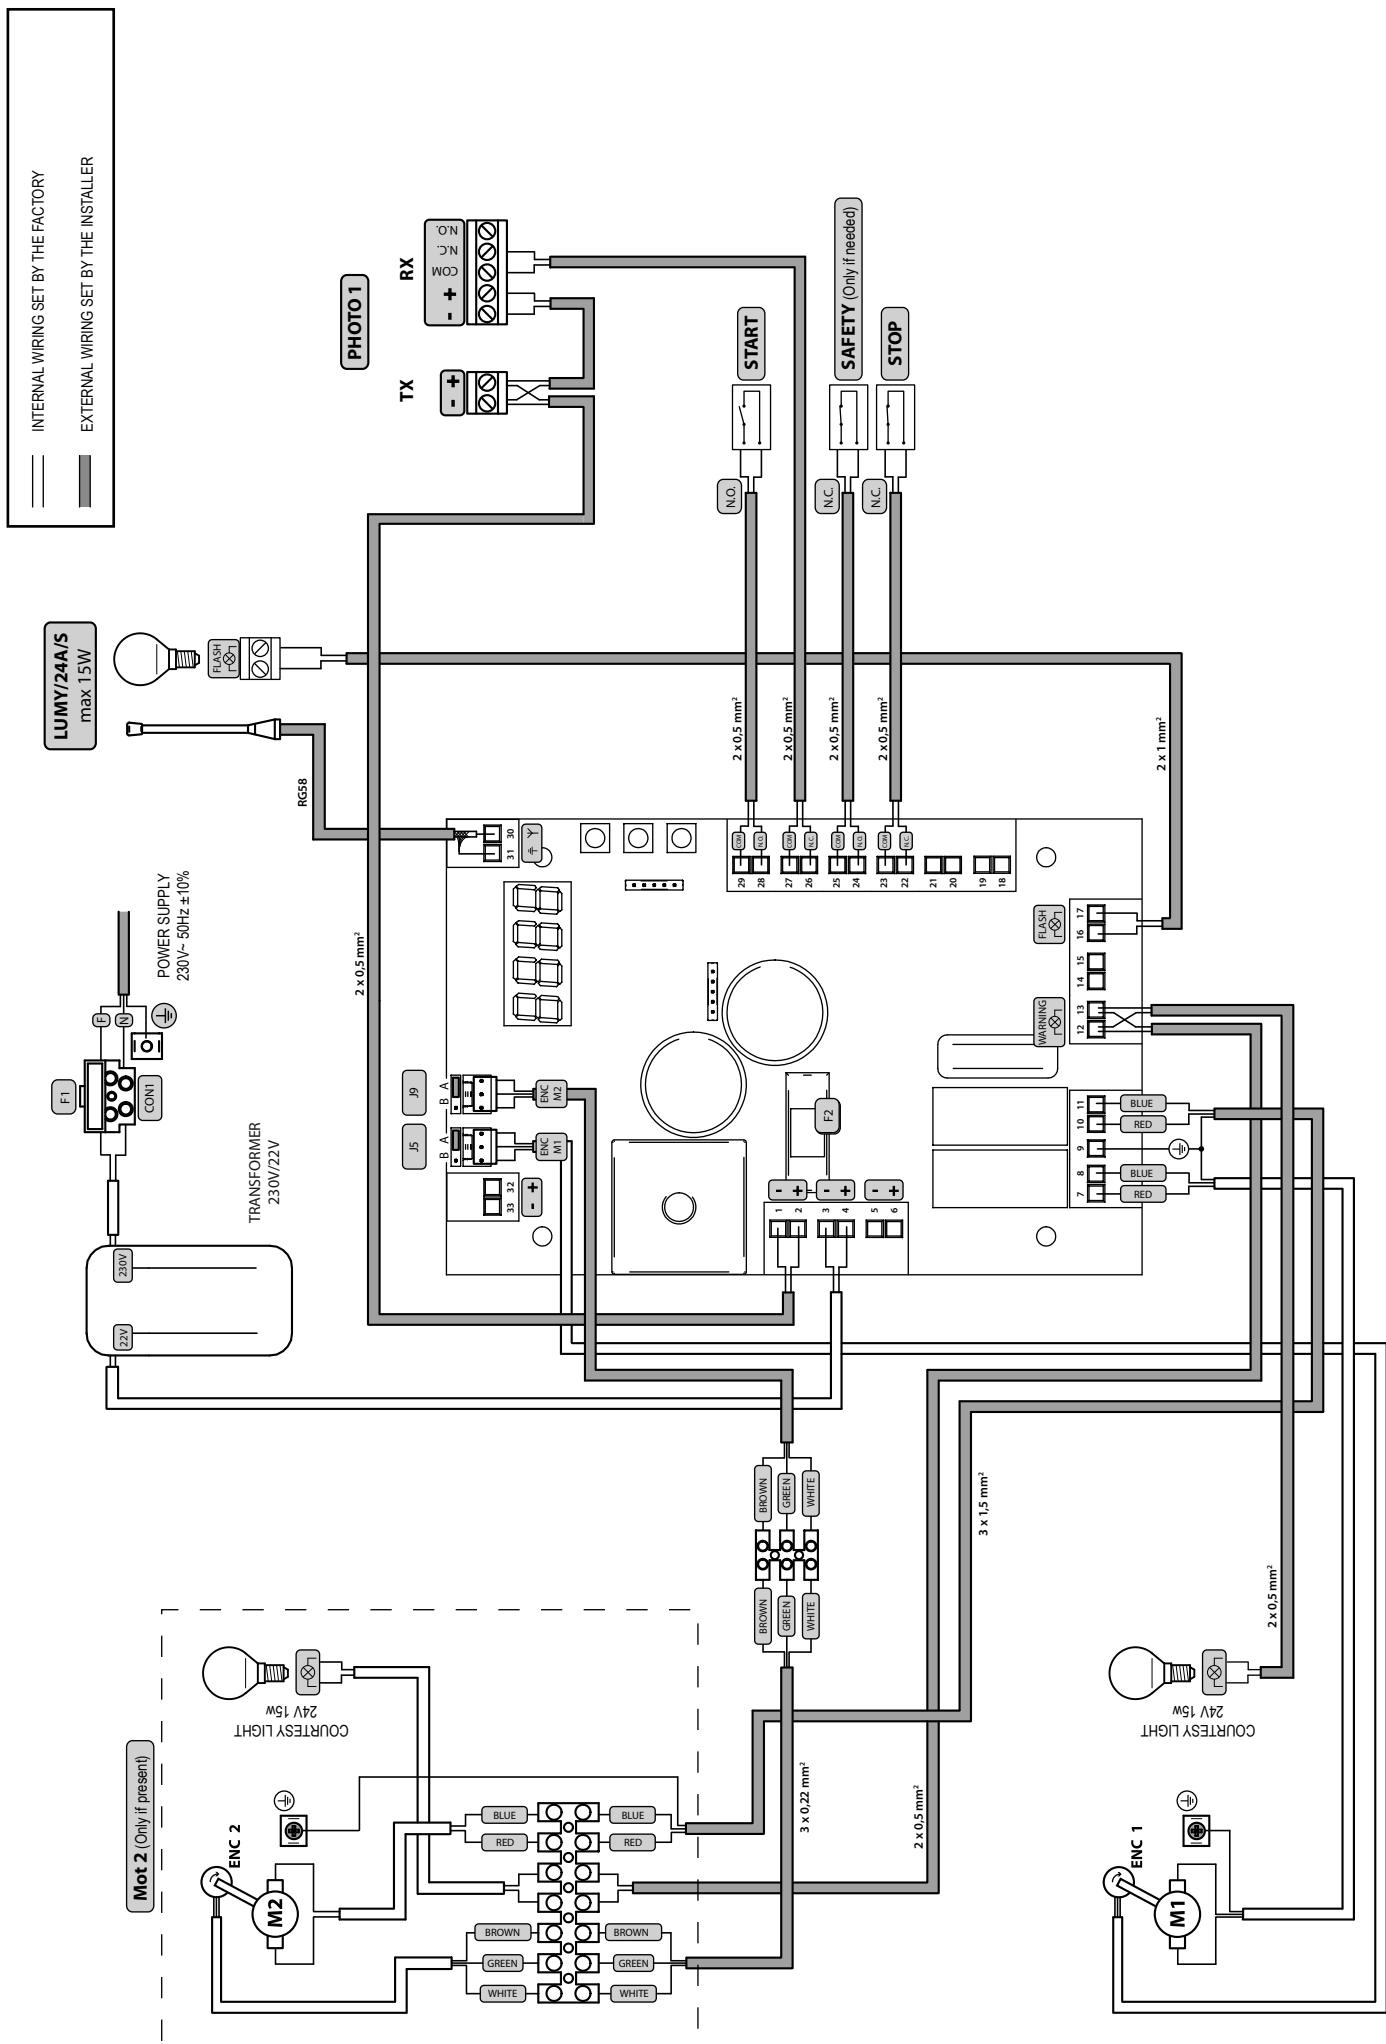 INTERNAL WIRING SET BY THE FACTORY
EXTERNAL WIRING SET BY THE INSTALLER
LUMY/24A/S
max 15W
FLASH
RG58
PHOTO 1
TX
- +
RX
- + COM N.C. N.O.
START
SAFETY (Only if needed)
STOP
N.O.
N.C.
N.C.
POWER SUPPLY
230V~ 50Hz ±10%
F
N
F1
CON1
TRANSFORMER
230V/22V
230V
22V
2 x 0,5 mm²
2 x 0,5 mm²
2 x 0,5 mm²
2 x 0,5 mm²
2 x 0,5 mm²
2 x 1 mm²
31 30
COM
N.O.
COM
N.C.
COM
N.O.
COM
N.C.
29
28
27
26
25
24
23
22
21
20
19
18
J9
J5
B A
B A
ENC
M2
ENC
M1
33 32
- +
F2
- +
- +
- +
1
2
3
4
5
6
FLASH
WARNING
17
16
15
14
13
12
11
10
9
8
7
BLUE
RED
BLUE
RED
BROWN
GREEN
WHITE
BROWN
GREEN
WHITE
3 x 1,5 mm²
2 x 0,5 mm²
3 x 0,22 mm²
2 x 0,5 mm²
Mot 2 (Only if present)
COURTESY LIGHT
24V 15w
ENC 2
M2
BLUE
RED
BROWN
GREEN
WHITE
BLUE
RED
BROWN
GREEN
WHITE
COURTESY LIGHT
24V 15w
ENC 1
M1